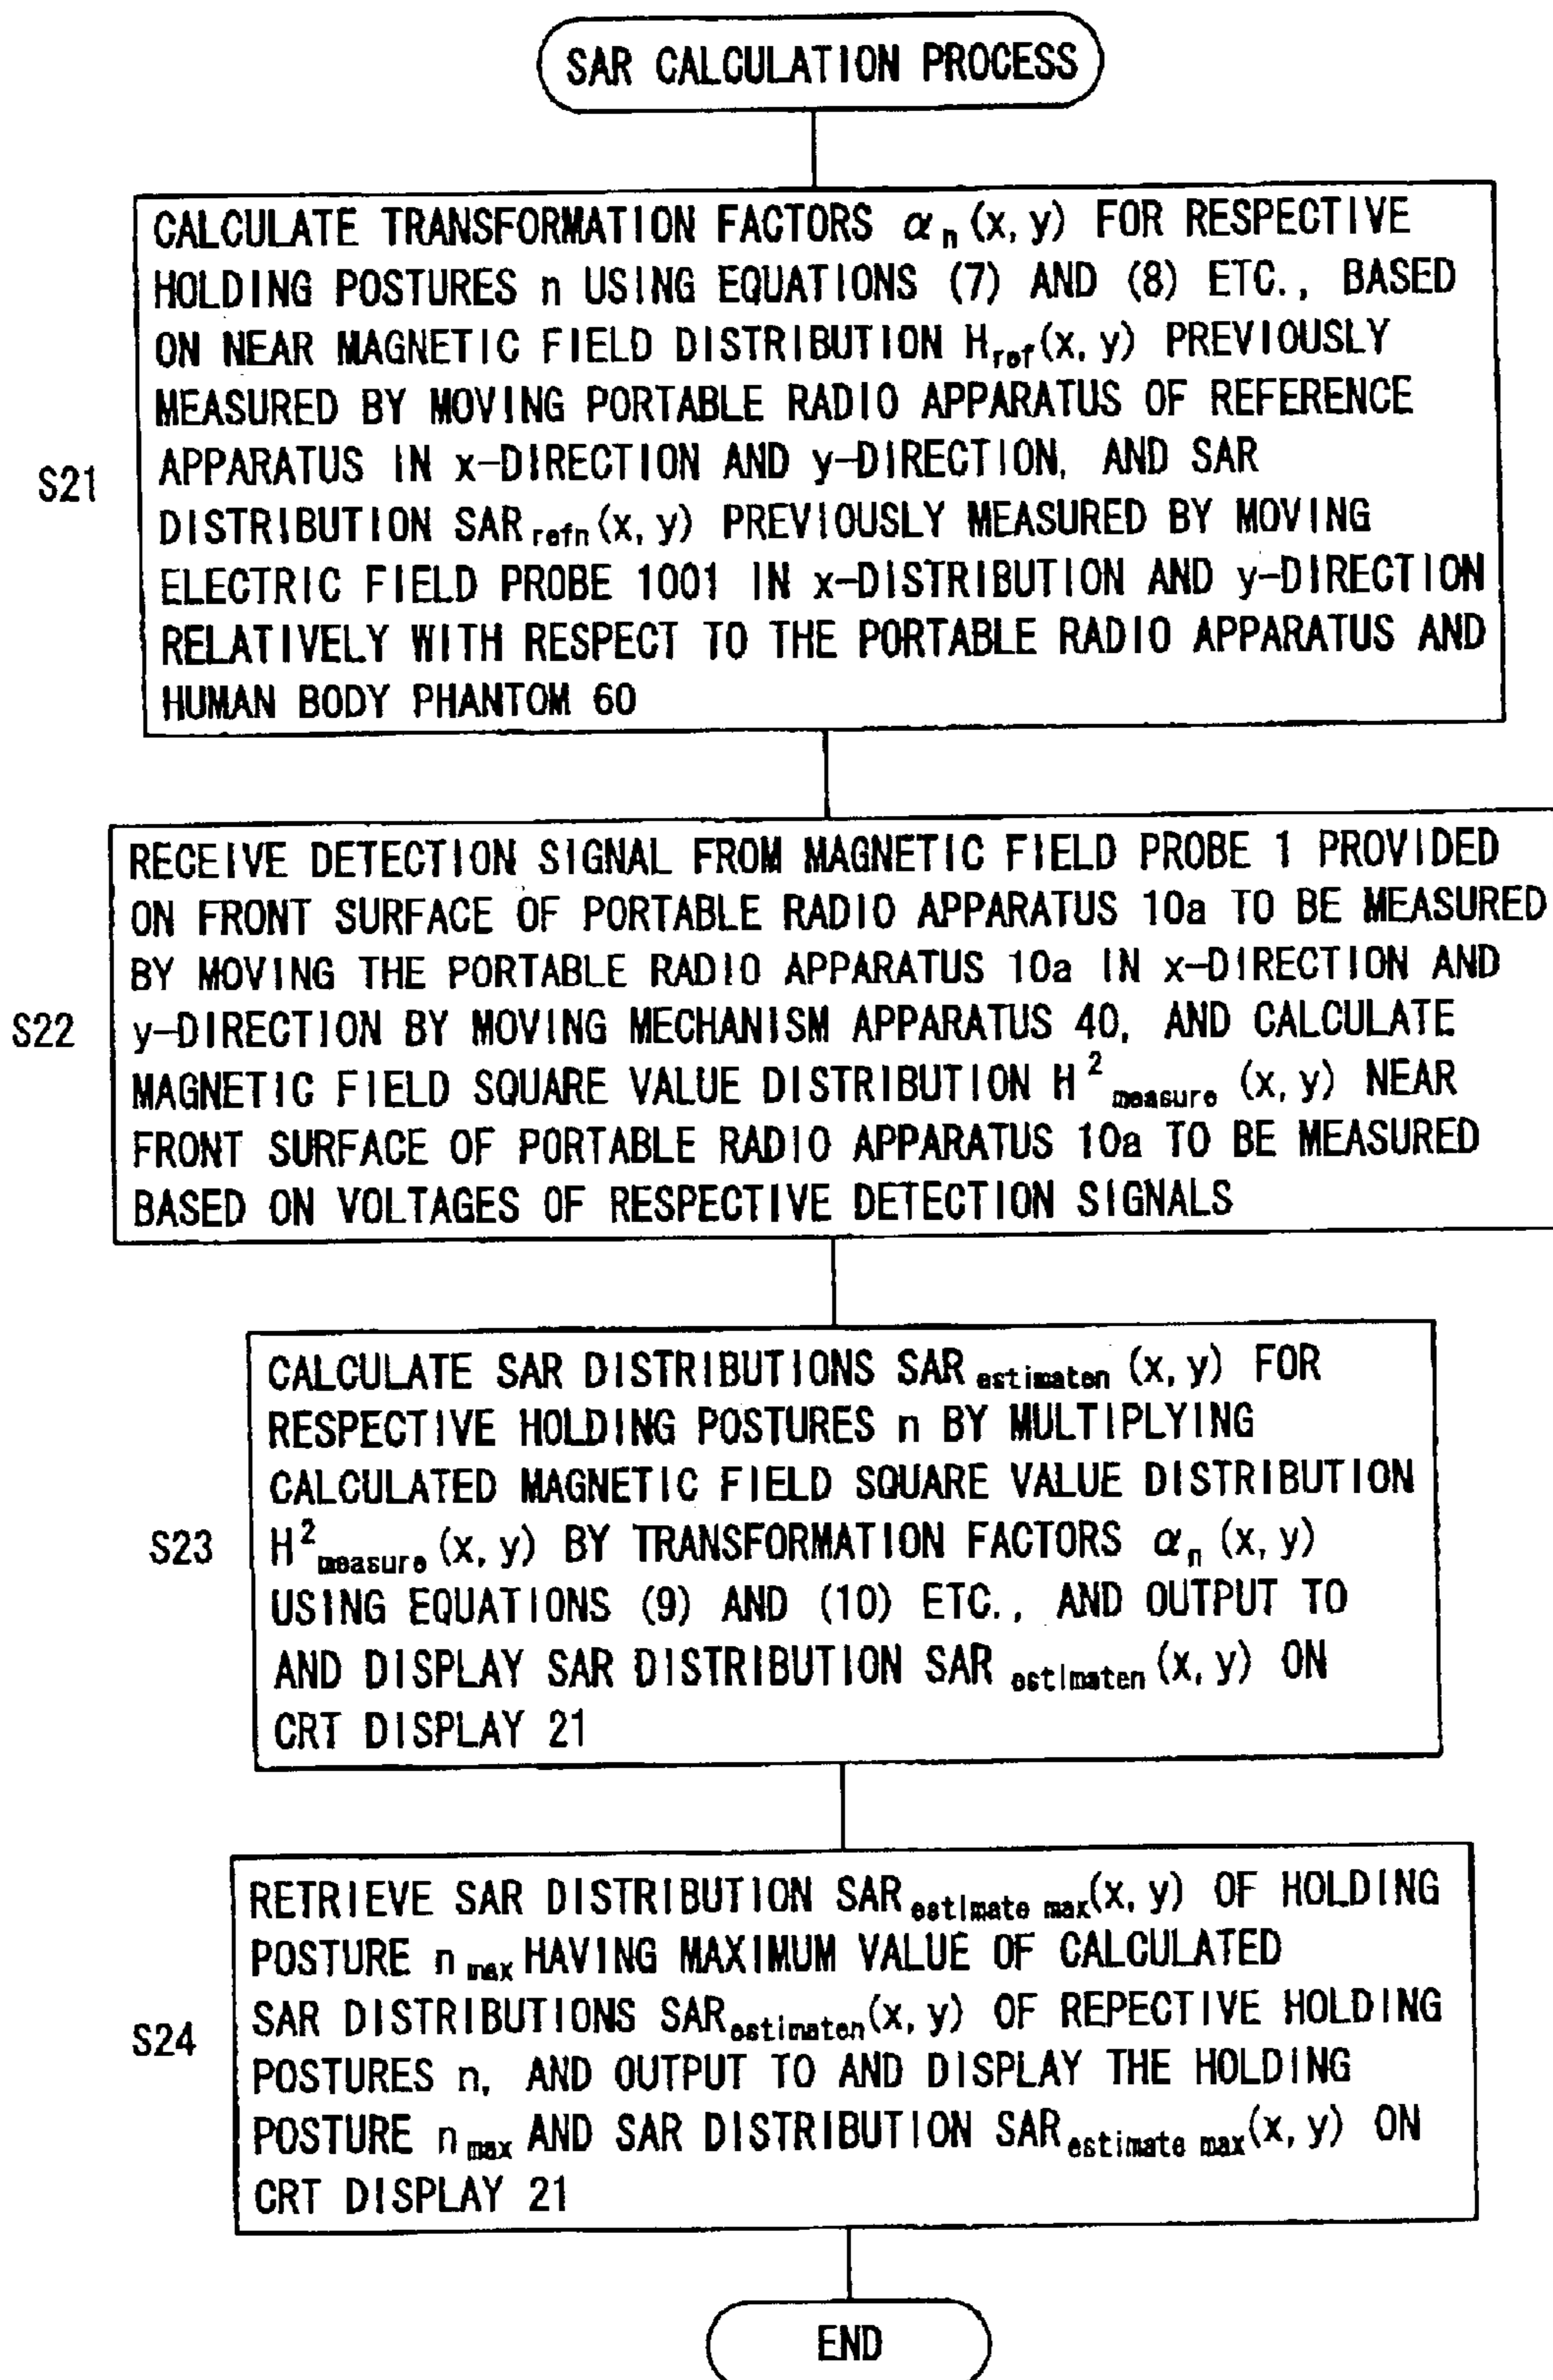 SAR CALCULATION PROCESS
CALCULATE TRANSFORMATION FACTORS αn(x, y) FOR RESPECTIVE
HOLDING POSTURES n USING EQUATIONS (7) AND (8) ETC., BASED
ON NEAR MAGNETIC FIELD DISTRIBUTION Href(x, y) PREVIOUSLY
MEASURED BY MOVING PORTABLE RADIO APPARATUS OF REFERENCE
APPARATUS IN x-DIRECTION AND y-DIRECTION, AND SAR
S21
DISTRIBUTION SARrefn(x, y) PREVIOUSLY MEASURED BY MOVING
ELECTRIC FIELD PROBE 1001 IN x-DISTRIBUTION AND y-DIRECTION
RELATIVELY WITH RESPECT TO THE PORTABLE RADIO APPARATUS AND
HUMAN BODY PHANTOM 60
RECEIVE DETECTION SIGNAL FROM MAGNETIC FIELD PROBE 1 PROVIDED
ON FRONT SURFACE OF PORTABLE RADIO APPARATUS 10a TO BE MEASURED
BY MOVING THE PORTABLE RADIO APPARATUS 10a IN x-DIRECTION AND
S22
y-DIRECTION BY MOVING MECHANISM APPARATUS 40, AND CALCULATE
MAGNETIC FIELD SQUARE VALUE DISTRIBUTION H²measure (x, y) NEAR
FRONT SURFACE OF PORTABLE RADIO APPARATUS 10a TO BE MEASURED
BASED ON VOLTAGES OF RESPECTIVE DETECTION SIGNALS
CALCULATE SAR DISTRIBUTIONS SARestimaten (x, y) FOR
RESPECTIVE HOLDING POSTURES n BY MULTIPLYING
CALCULATED MAGNETIC FIELD SQUARE VALUE DISTRIBUTION
S23
H²measure (x, y) BY TRANSFORMATION FACTORS αn (x, y)
USING EQUATIONS (9) AND (10) ETC., AND OUTPUT TO
AND DISPLAY SAR DISTRIBUTION SAR estimaten (x, y) ON
CRT DISPLAY 21
RETRIEVE SAR DISTRIBUTION SARestimate max(x, y) OF HOLDING
POSTURE nmax HAVING MAXIMUM VALUE OF CALCULATED
SAR DISTRIBUTIONS SARestimaten(x, y) OF REPECTIVE HOLDING
S24
POSTURES n, AND OUTPUT TO AND DISPLAY THE HOLDING
POSTURE nmax AND SAR DISTRIBUTION SARestimate max(x, y) ON
CRT DISPLAY 21
END